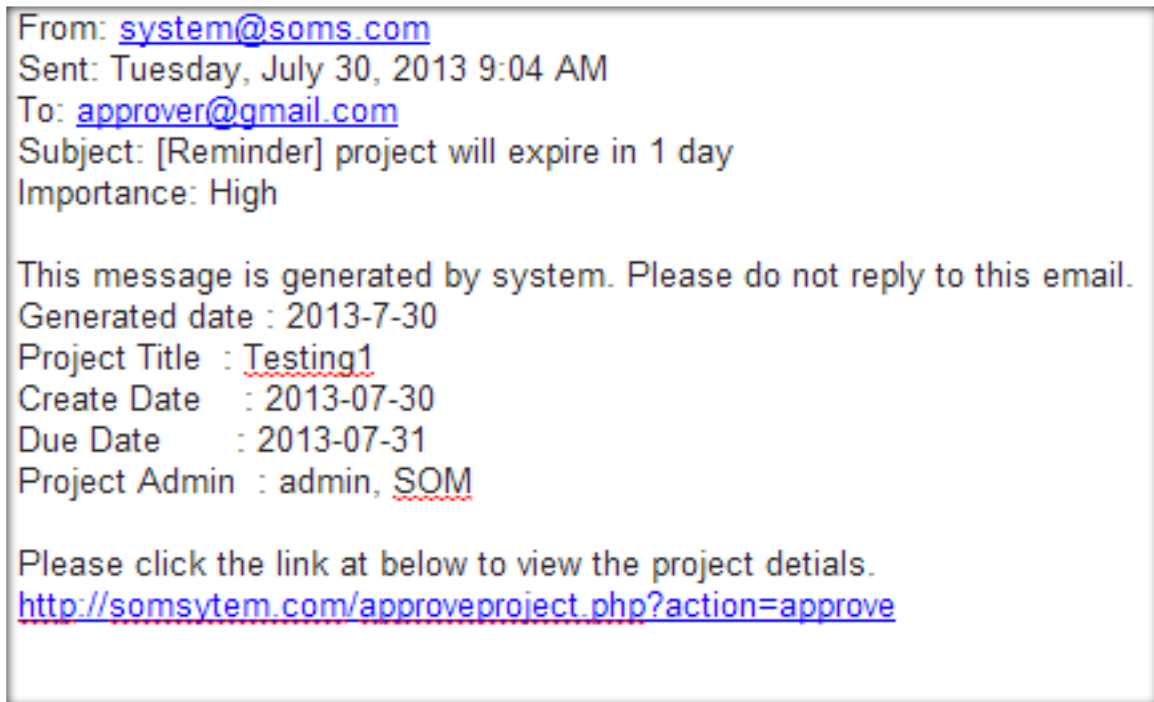 From: system@soms.com
Sent: Tuesday, July 30, 2013 9:04 AM
To: approver@gmail.com
Subject: [Reminder] project will expire in 1 day
Importance: High
This message is generated by system. Please do not reply to this email.
Generated date : 2013-7-30
Project Title : Testing1
Create Date : 2013-07-30
Due Date : 2013-07-31
Project Admin : admin, SOM
Please click the link at below to view the project detials.
http://somsytem.com/approveproject.php?action=approve